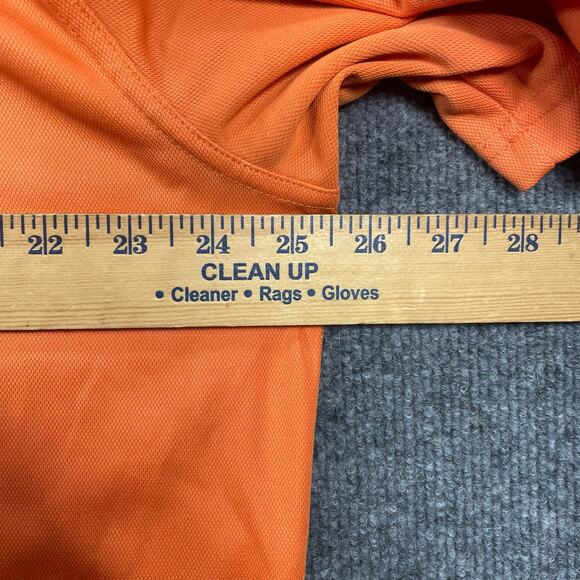 22 23 24 25 26 27 28
CLEAN UP
• Cleaner • Rags • Gloves